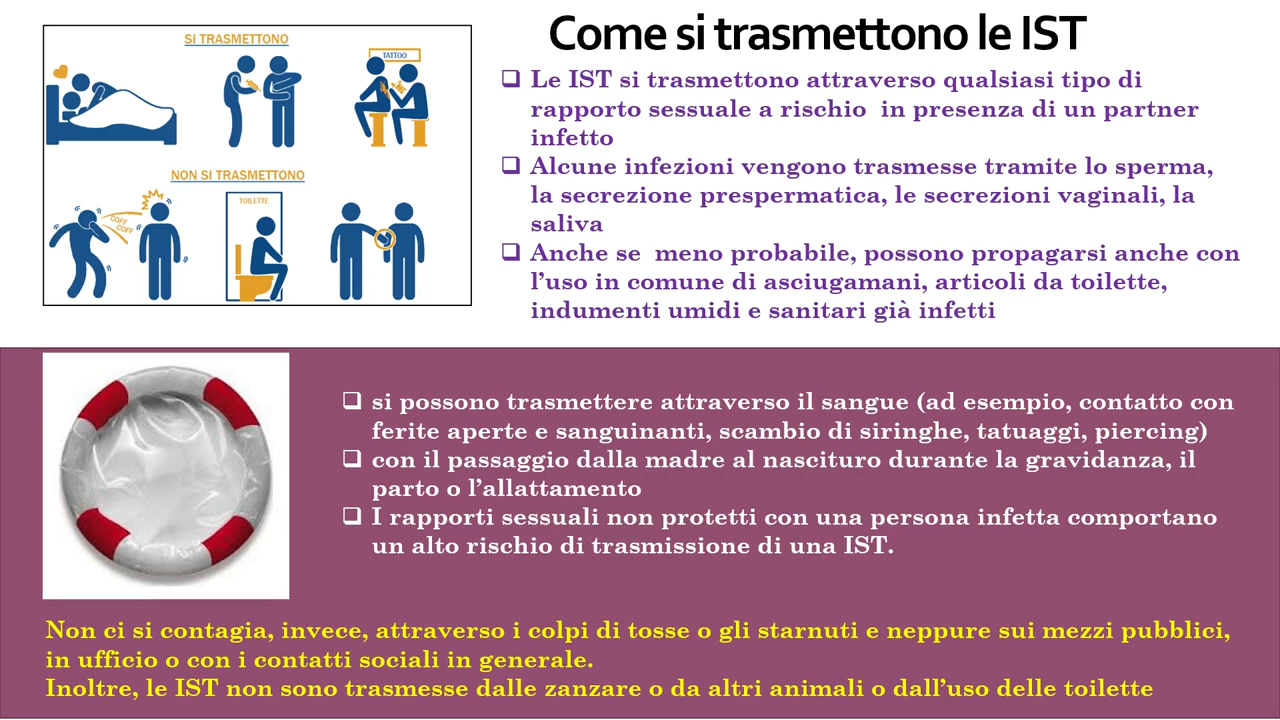 Come si trasmettono le IST
SI TRASMETTONO
TATTOO
NON SI TRASMETTONO
COFF
COFF
TOILETTE
❑ Le IST si trasmettono attraverso qualsiasi tipo di
rapporto sessuale a rischio in presenza di un partner
infetto
❑ Alcune infezioni vengono trasmesse tramite lo sperma,
la secrezione prespermatica, le secrezioni vaginali, la
saliva
❑ Anche se meno probabile, possono propagarsi anche con
l’uso in comune di asciugamani, articoli da toilette,
indumenti umidi e sanitari già infetti
❑ si possono trasmettere attraverso il sangue (ad esempio, contatto con
ferite aperte e sanguinanti, scambio di siringhe, tatuaggi, piercing)
❑ con il passaggio dalla madre al nascituro durante la gravidanza, il
parto o l’allattamento
❑ I rapporti sessuali non protetti con una persona infetta comportano
un alto rischio di trasmissione di una IST.
Non ci si contagia, invece, attraverso i colpi di tosse o gli starnuti e neppure sui mezzi pubblici,
in ufficio o con i contatti sociali in generale.
Inoltre, le IST non sono trasmesse dalle zanzare o da altri animali o dall’uso delle toilette